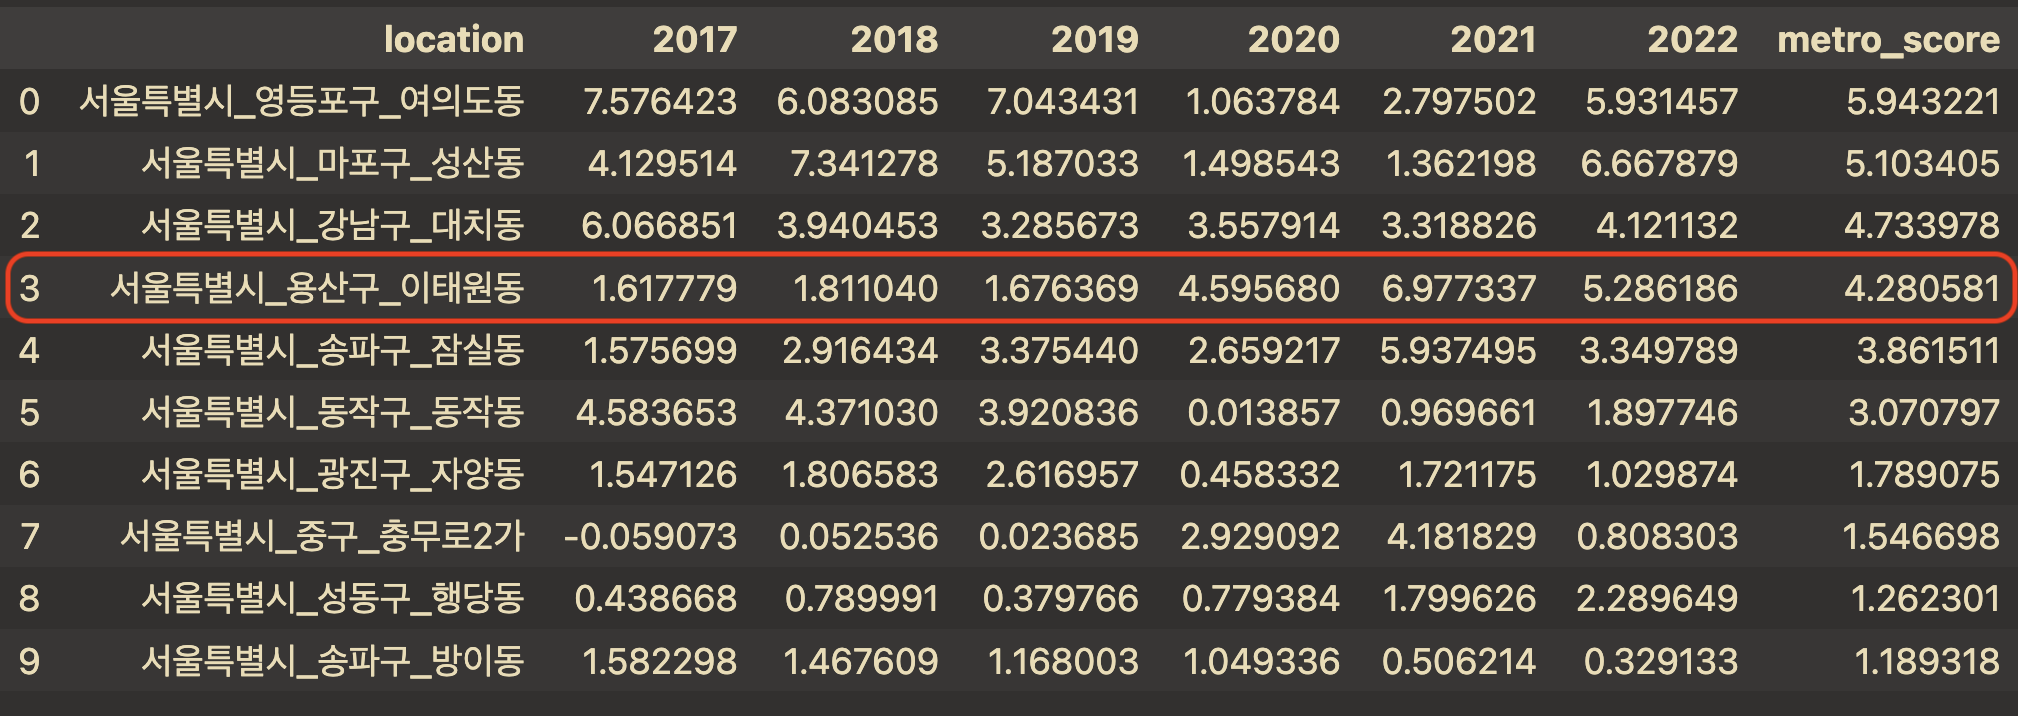 location 2017 2018 2019 2020 2021 2022 metro_score
0 서울특별시_영등포구_여의도동 7.576423 6.083085 7.043431 1.063784 2.797502 5.931457 5.943221
1 서울특별시_마포구_성산동 4.129514 7.341278 5.187033 1.498543 1.362198 6.667879 5.103405
2 서울특별시_강남구_대치동 6.066851 3.940453 3.285673 3.557914 3.318826 4.121132 4.733978
3 서울특별시_용산구_이태원동 1.617779 1.811040 1.676369 4.595680 6.977337 5.286186 4.280581
4 서울특별시_송파구_잠실동 1.575699 2.916434 3.375440 2.659217 5.937495 3.349789 3.861511
5 서울특별시_동작구_동작동 4.583653 4.371030 3.920836 0.013857 0.969661 1.897746 3.070797
6 서울특별시_광진구_자양동 1.547126 1.806583 2.616957 0.458332 1.721175 1.029874 1.789075
7 서울특별시_중구_충무로2가 -0.059073 0.052536 0.023685 2.929092 4.181829 0.808303 1.546698
8 서울특별시_성동구_행당동 0.438668 0.789991 0.379766 0.779384 1.799626 2.289649 1.262301
9 서울특별시_송파구_방이동 1.582298 1.467609 1.168003 1.049336 0.506214 0.329133 1.189318